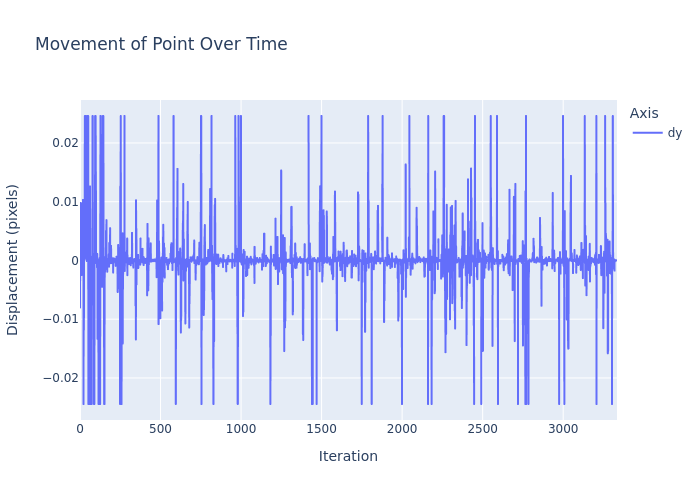 Movement of Point Over Time
Axis
dy
0.02
0.01
0
−0.01
−0.02
0
500
1000
1500
2000
2500
3000
Iteration
Displacement (pixels)